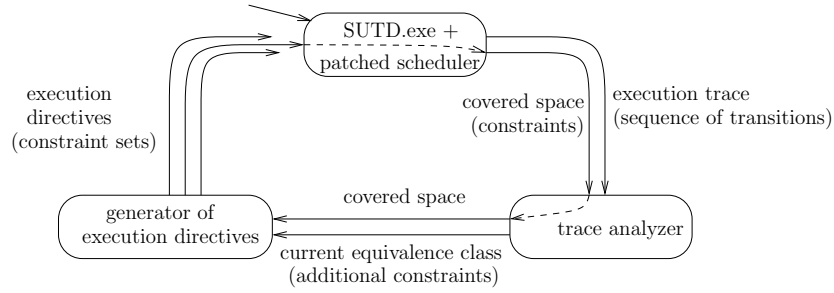 SUTD.exe +
patched scheduler
execution
directives
(constraint sets)
covered space
(constraints)
execution trace
(sequence of transitions)
generator of
execution directives
covered space
trace analyzer
current equivalence class
(additional constraints)